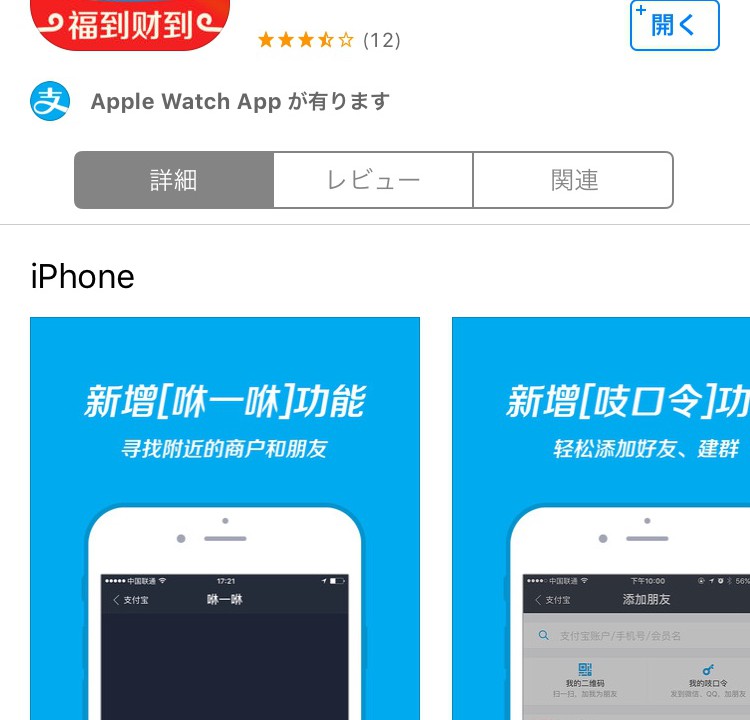 福到财到
(12)
開く
支
Apple Watch App が有ります
詳細
レビュー
関連
iPhone
新增[咻一咻]功能
寻找附近的商户和朋友
中国联通
17:21
支付宝
咻一咻
新增[吱口令]功
轻松添加好友、建群
中国联通
下午10:00
56%
支付宝
添加朋友
支付宝账户/手机号/会员名
我的二维码
扫一扫，加我为朋友
我的吱口令
发到微信、QQ、加朋友